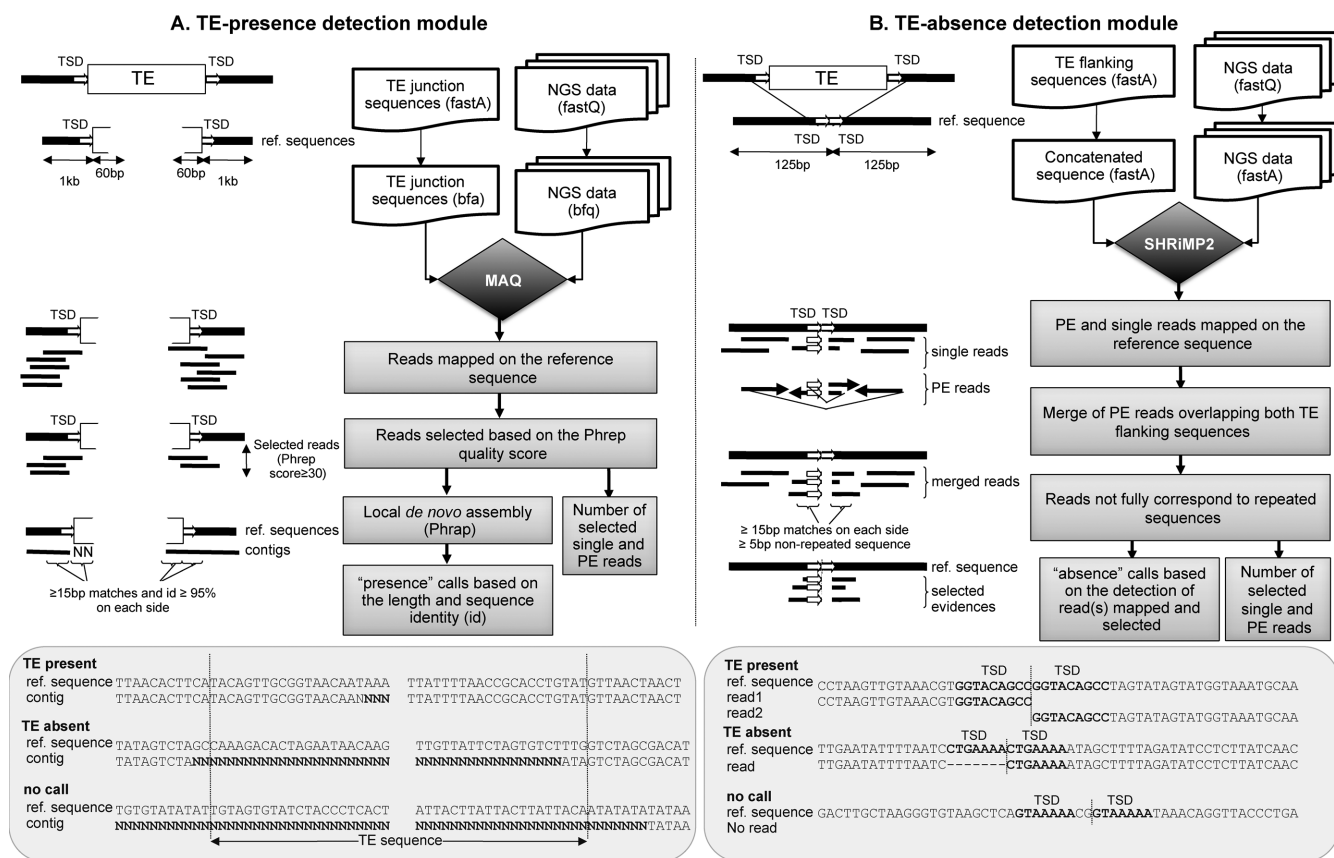 A. TE-presence detection module
TSD
TSD
TE
TSD
TSD
ref. sequences
60bp
60bp
1kb
1kb
TE junction
sequences (fastA)
NGS data
(fastQ)
TE junction
sequences (bfa)
NGS data
(bfq)
MAQ
TSD
TSD
Reads mapped on the reference
sequence
TSD
TSD
Selected reads
(Phrep
score≥30)
Reads selected based on the Phrep
quality score
Local de novo assembly
(Phrap)
Number of
selected
single and
PE reads
ref. sequences
NN
contigs
≥15bp matches and id ≥ 95%
on each side
“presence” calls based on
the length and sequence
identity (id)
TE present
ref. sequence TTAACACTTCATACAGTTGCGGTAACAATAAA TTATTTTAACCGCACCTGTATGTTAACTAACT
contig TTAACACTTCATACAGTTGCGGTAACAANNNN TTATTTTAACCGCACCTGTATGTTAACTAACT
TE absent
ref. sequence TATAGTCTAGCCAAAGACACTAGAATAACAAG TTGTTATTCTAGTGTCTTTGGTCTAGCGACAT
contig TATAGTCTANNNNNNNNNNNNNNNNNNNNNNN NNNNNNNNNNNNNNNNNATAGTCTAGCGACAT
no call
ref. sequence TGTGTATATATTGTAGTGTATCTACCCTCACT ATTACTTATTACTTATTACAATATATATATAA
contig NNNNNNNNNNNNNNNNNNNNNNNNNNNNNNNN NNNNNNNNNNNNNNNNNNNNNNNNNNNTATAA
TE sequence
B. TE-absence detection module
TSD
TSD
TE
ref. sequence
TSD
TSD
125bp
125bp
TE flanking
sequences (fastA)
NGS data
(fastQ)
Concatenated
sequence (fastA)
NGS data
(fastA)
SHRiMP2
TSD
TSD
single reads
PE reads
PE and single reads mapped on the
reference sequence
Merge of PE reads overlapping both TE
flanking sequences
merged reads
≥ 15bp matches on each side
≥ 5bp non-repeated sequence
Reads not fully correspond to repeated
sequences
ref. sequence
selected
evidences
“absence” calls based
on the detection of
read(s) mapped and
selected
Number of
selected
single and
PE reads
TE present
TSD TSD
ref. sequence CCTAAGTTGTAAACGTGGTACAGCCGGTACAGCCTAGTATAGTATGGTAAATGCAA
read1 CCTAAGTTGTAAACGTGGTACAGCC
read2 GGTACAGCCTAGTATAGTATGGTAAATGCAA
TE absent
TSD TSD
ref. sequence TTGAATATTTTAATCCTGAAAACTGAAAAATAGCTTTTAGATATCCTCTTATCAAC
read TTGAATATTTTAATC-------CTGAAAAATAGCTTTTAGATATCCTCTTATCAAC
no call
TSD TSD
ref. sequence GACTTGCTAAGGGTGTAAGCTCAGTAAAAACGGTAAAAATAAACAGGTTACCCTGA
No read